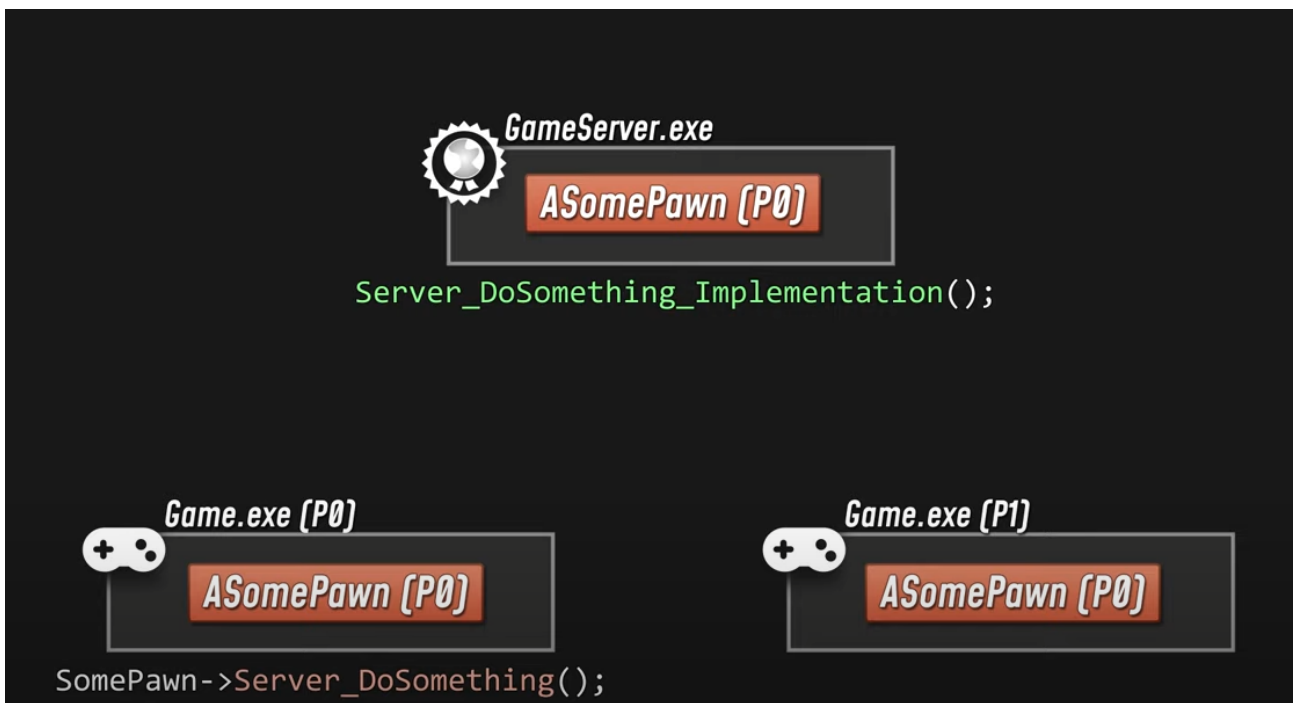 GameServer.exe
ASomePawn (P0)
Server_DoSomething_Implementation();
Game.exe (P0)
Game.exe (P1)
ASomePawn (P0)
ASomePawn (P0)
SomePawn->Server_DoSomething();